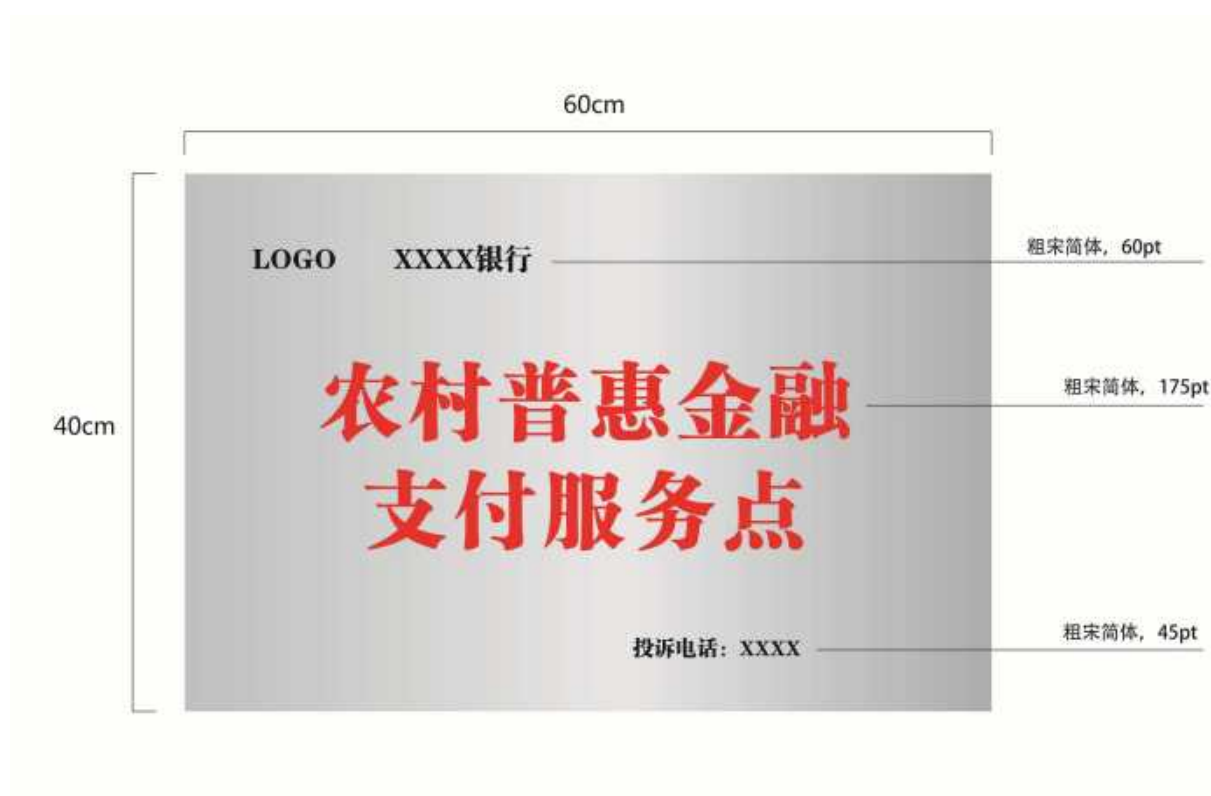 60cm
LOGO XXXX银行
粗宋简体，60pt
农村普惠金融
粗宋简体，175pt
40cm
支付服务点
投诉电话：XXXX
粗宋简体，45pt